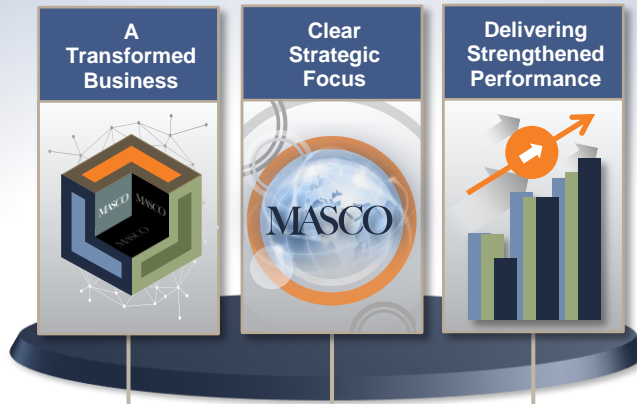 A
Transformed
Business
Clear
Strategic
Focus
Delivering
Strengthened
Performance
MASCO
MASCO
MASCO
MASCO